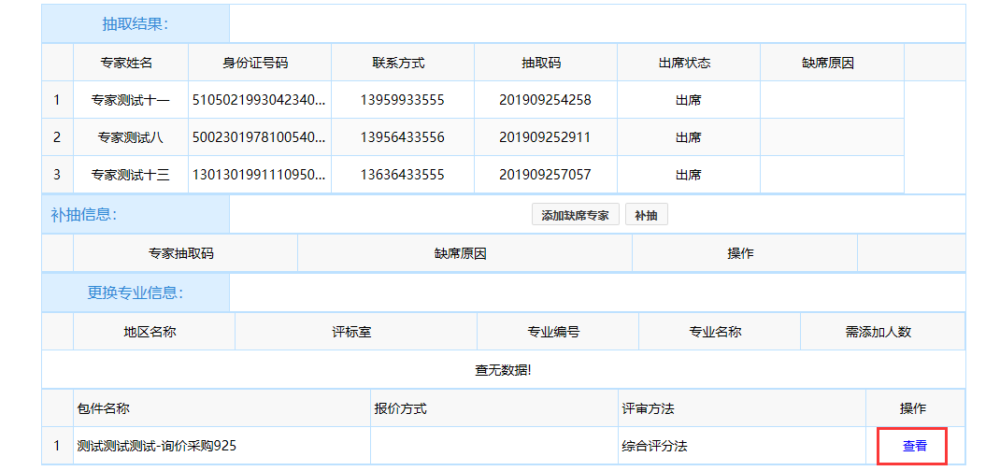 抽取结果：
专家姓名 身份证号码 联系方式 抽取码 出席状态 缺席原因
1 专家测试十一 5105021993042340... 13959933555 201909254258 出席
2 专家测试八 5002301978100540... 13956433556 201909252911 出席
3 专家测试十三 1301301991110950... 13636433555 201909257057 出席
补抽信息： 添加缺席专家 补抽
专家抽取码 缺席原因 操作
更换专业信息：
地区名称 评标室 专业编号 专业名称 需添加人数
查无数据!
包件名称 报价方式 评审方法 操作
1 测试测试测试-询价采购925 综合评分法 查看